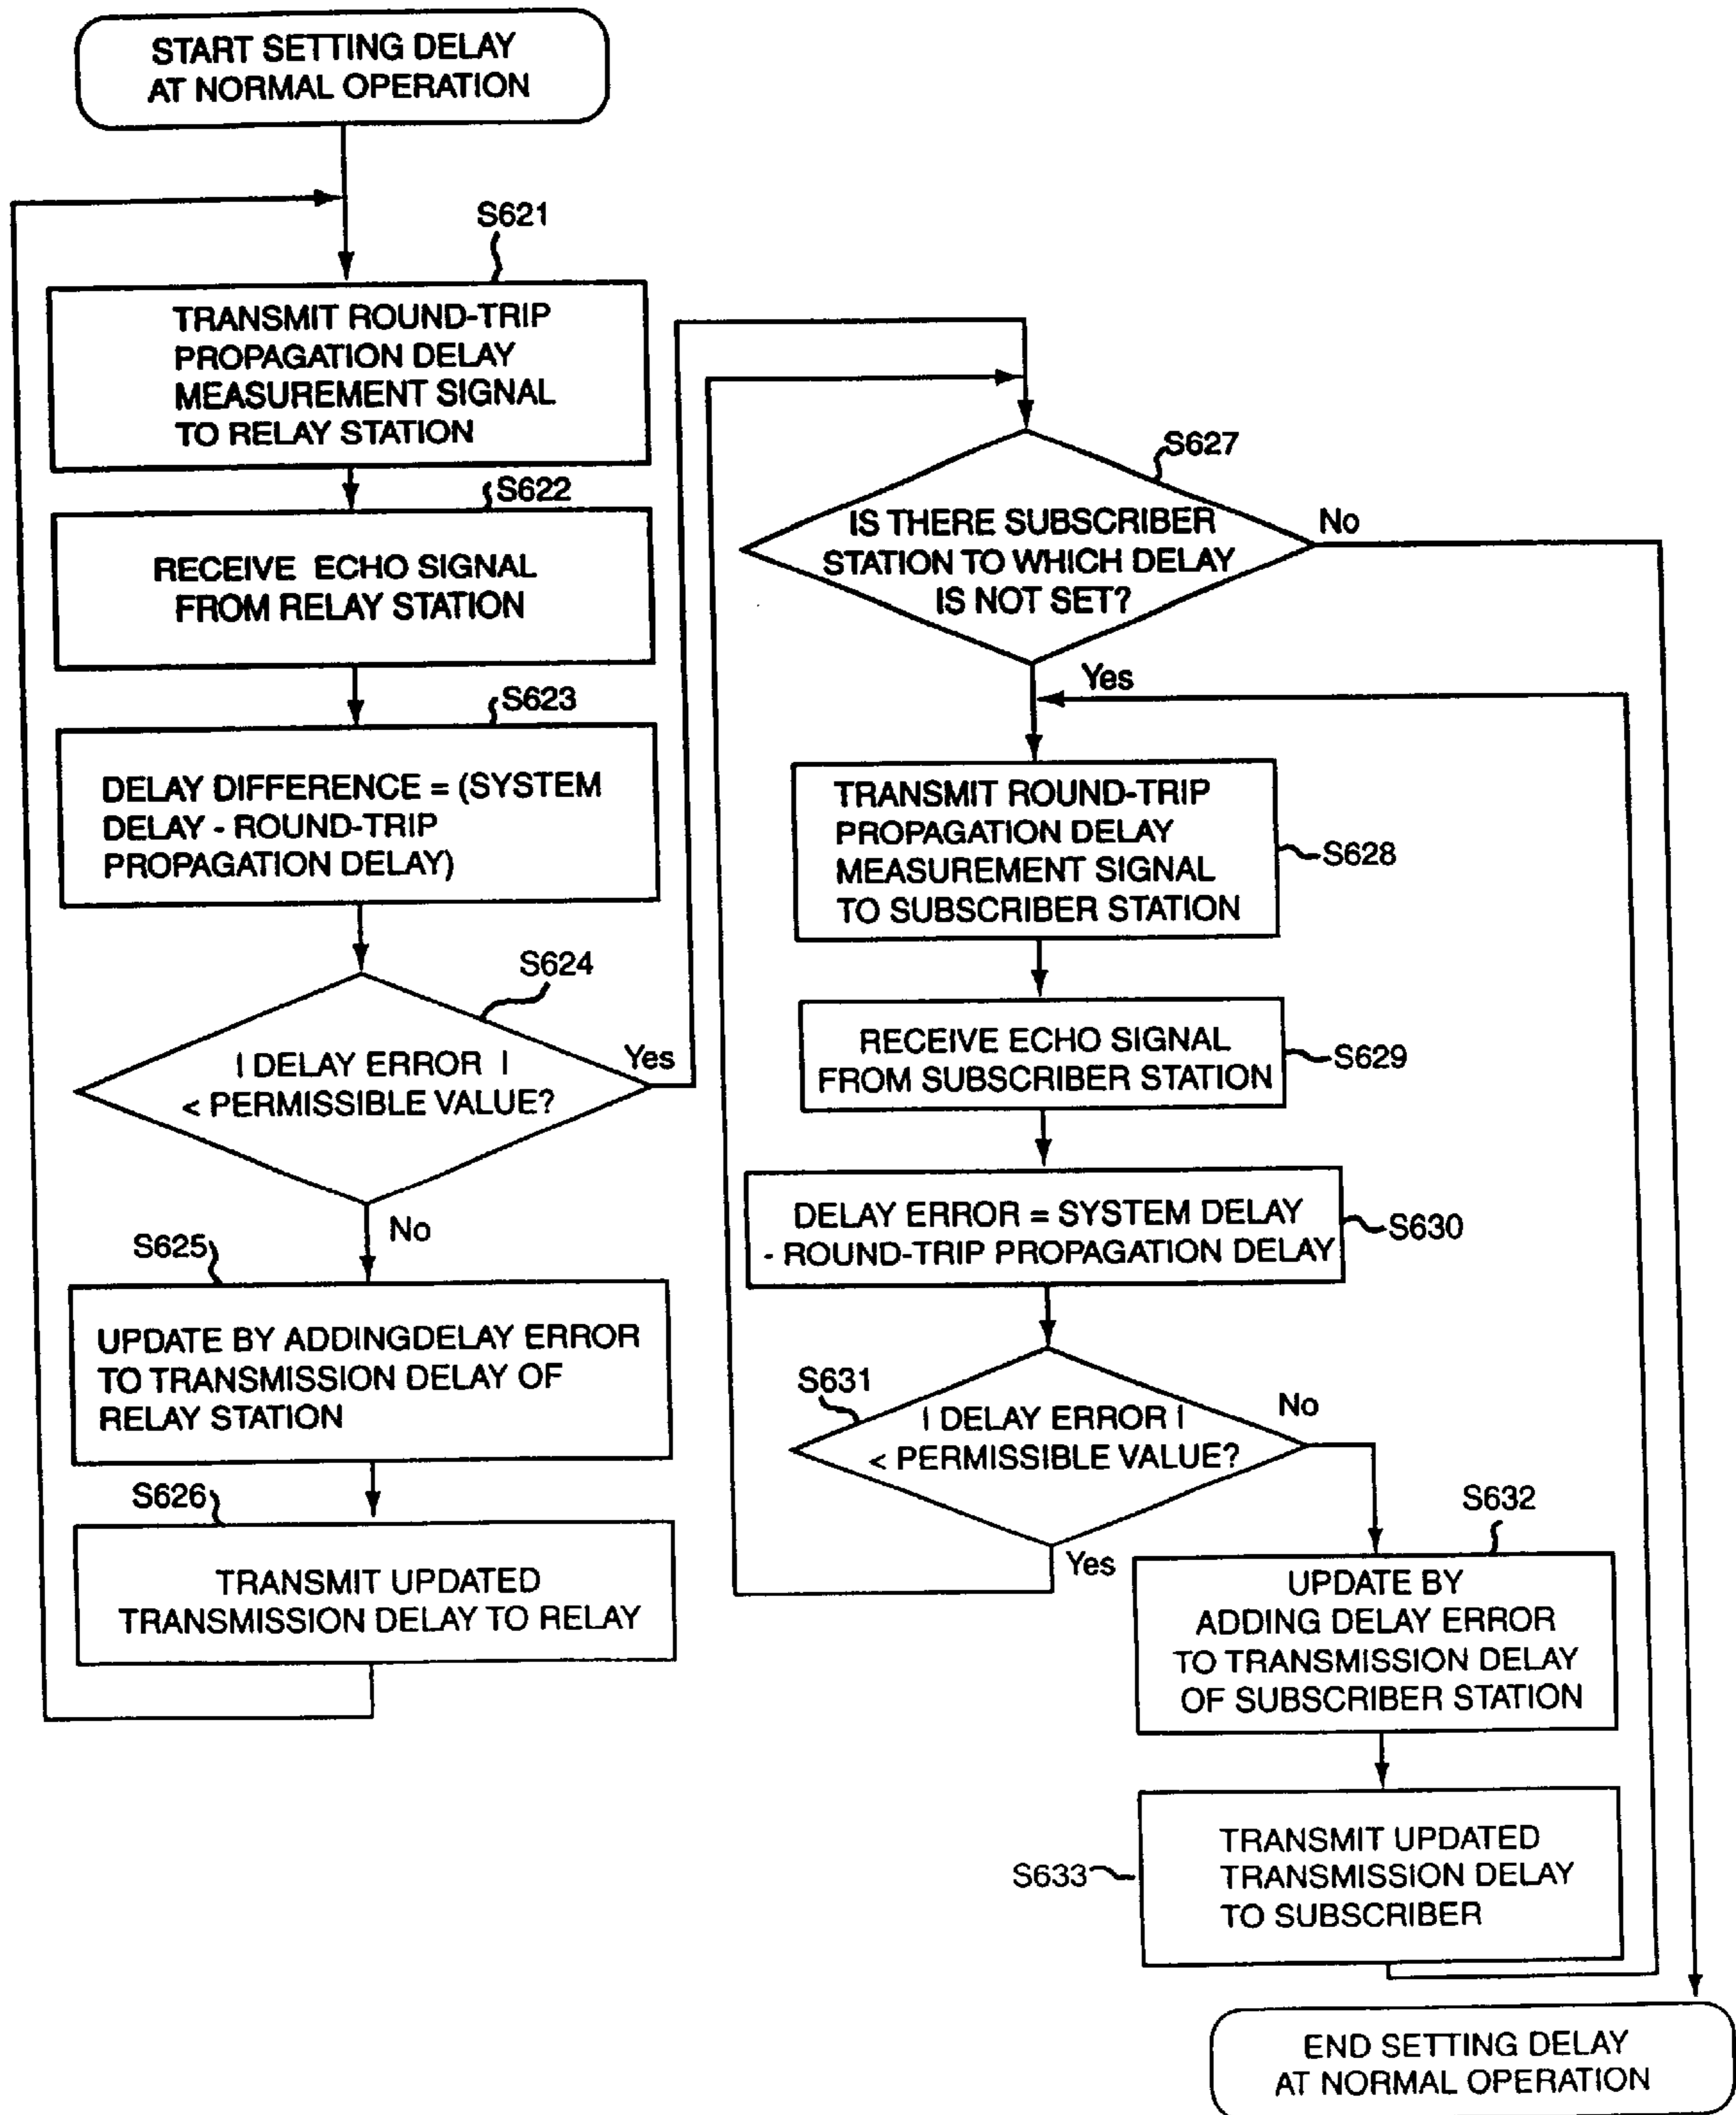 START SETTING DELAY
AT NORMAL OPERATION
S621
TRANSMIT ROUND-TRIP
PROPAGATION DELAY
MEASUREMENT SIGNAL
TO RELAY STATION
S622
RECEIVE ECHO SIGNAL
FROM RELAY STATION
S623
DELAY DIFFERENCE = (SYSTEM
DELAY - ROUND-TRIP
PROPAGATION DELAY)
S624
I DELAY ERROR I
< PERMISSIBLE VALUE?
Yes
No
S625
UPDATE BY ADDINGDELAY ERROR
TO TRANSMISSION DELAY OF
RELAY STATION
S626
TRANSMIT UPDATED
TRANSMISSION DELAY TO RELAY
S627
IS THERE SUBSCRIBER
STATION TO WHICH DELAY
IS NOT SET?
No
Yes
TRANSMIT ROUND-TRIP
PROPAGATION DELAY
MEASUREMENT SIGNAL
TO SUBSCRIBER STATION
S628
RECEIVE ECHO SIGNAL
FROM SUBSCRIBER STATION
S629
DELAY ERROR = SYSTEM DELAY
- ROUND-TRIP PROPAGATION DELAY
S630
S631
I DELAY ERROR I
< PERMISSIBLE VALUE?
No
Yes
S632
UPDATE BY
ADDING DELAY ERROR
TO TRANSMISSION DELAY
OF SUBSCRIBER STATION
S633
TRANSMIT UPDATED
TRANSMISSION DELAY
TO SUBSCRIBER
END SETTING DELAY
AT NORMAL OPERATION